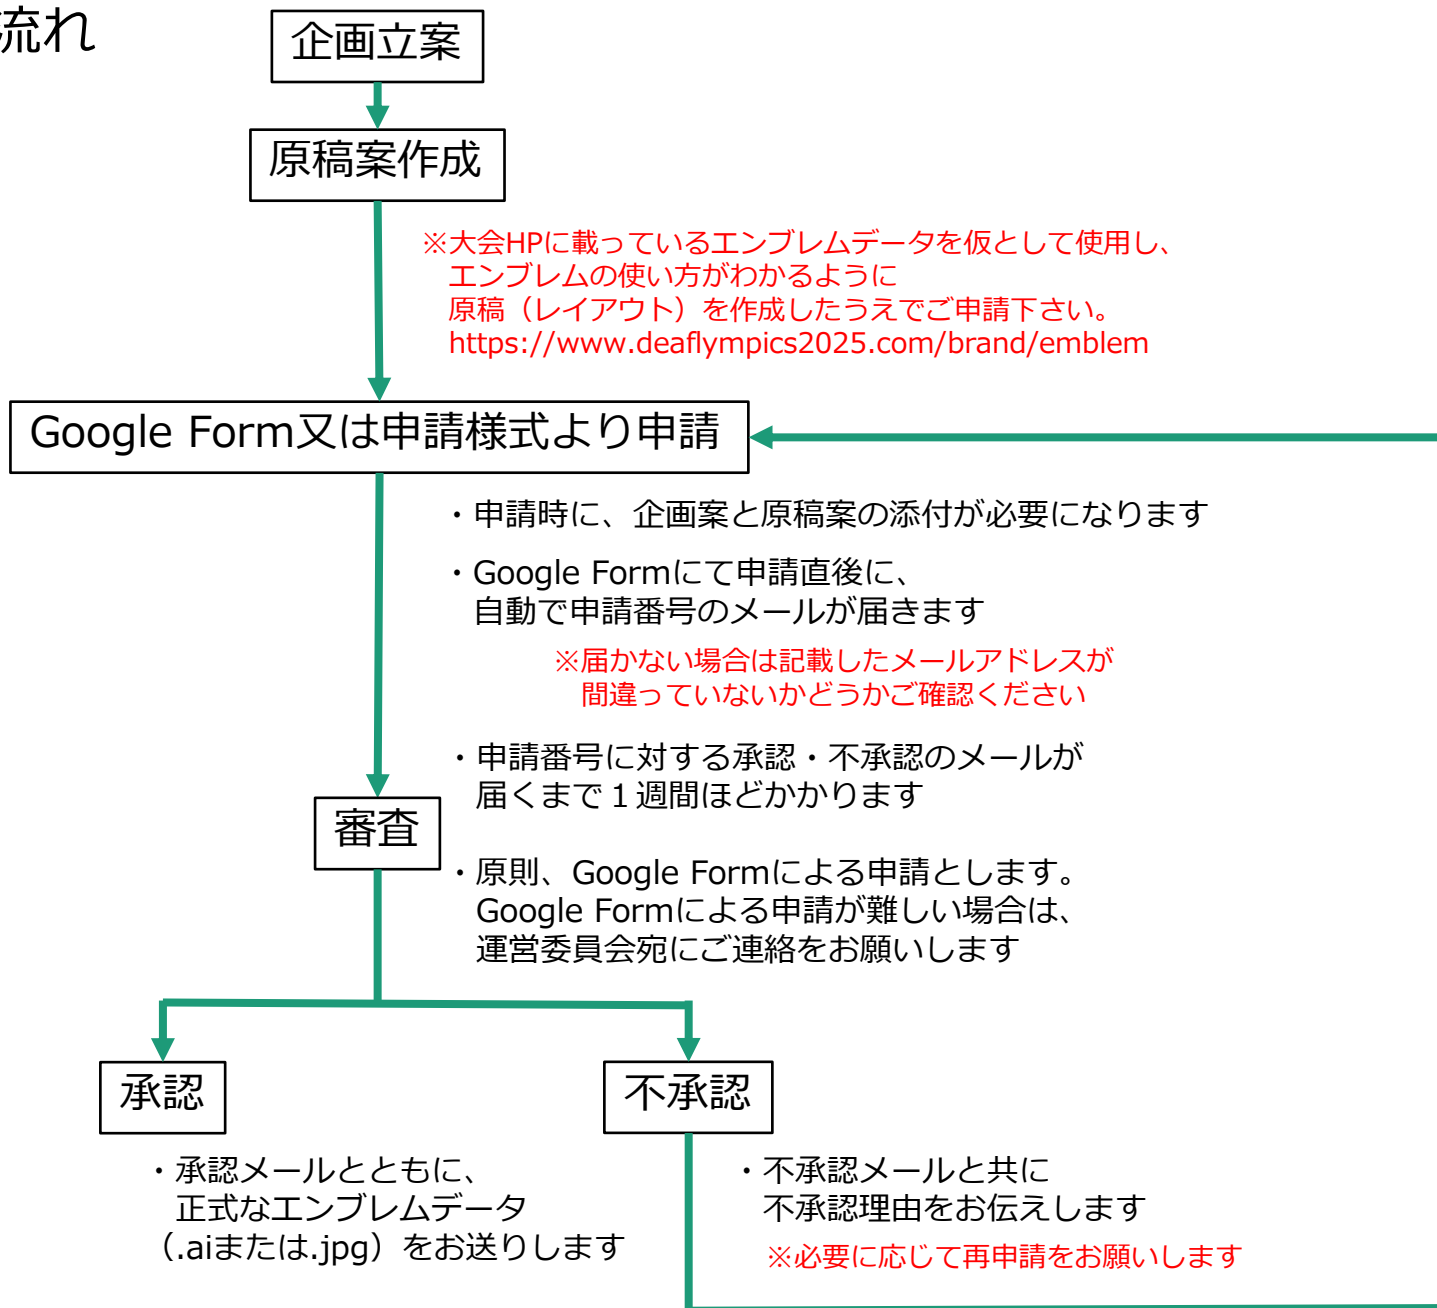 流れ
企画立案
原稿案作成
※大会HPに載っているエンブレムデータを仮として使用し、
エンブレムの使い方がわかるように
原稿（レイアウト）を作成したうえでご申請下さい。
https://www.deaflympics2025.com/brand/emblem
Google Form又は申請様式より申請
・申請時に、企画案と原稿案の添付が必要になります
・Google Formにて申請直後に、
自動で申請番号のメールが届きます
※届かない場合は記載したメールアドレスが
間違っていないかどうかご確認ください
・申請番号に対する承認・不承認のメールが
届くまで１週間ほどかかります
審査
・原則、Google Formによる申請とします。
Google Formによる申請が難しい場合は、
運営委員会宛にご連絡をお願いします
承認
不承認
・承認メールとともに、
正式なエンブレムデータ
（.aiまたは.jpg）をお送りします
・不承認メールと共に
不承認理由をお伝えします
※必要に応じて再申請をお願いします